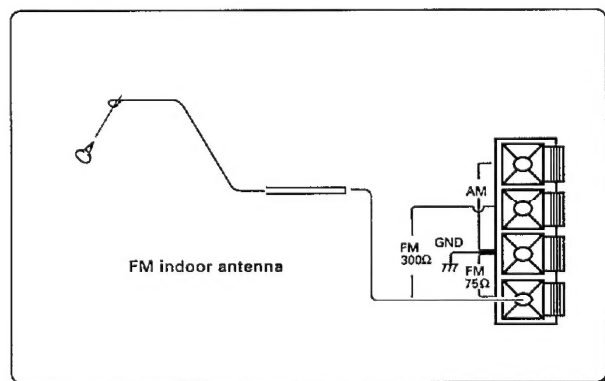 AM
FM
300Ω
GND
FM
75Ω
FM indoor antenna